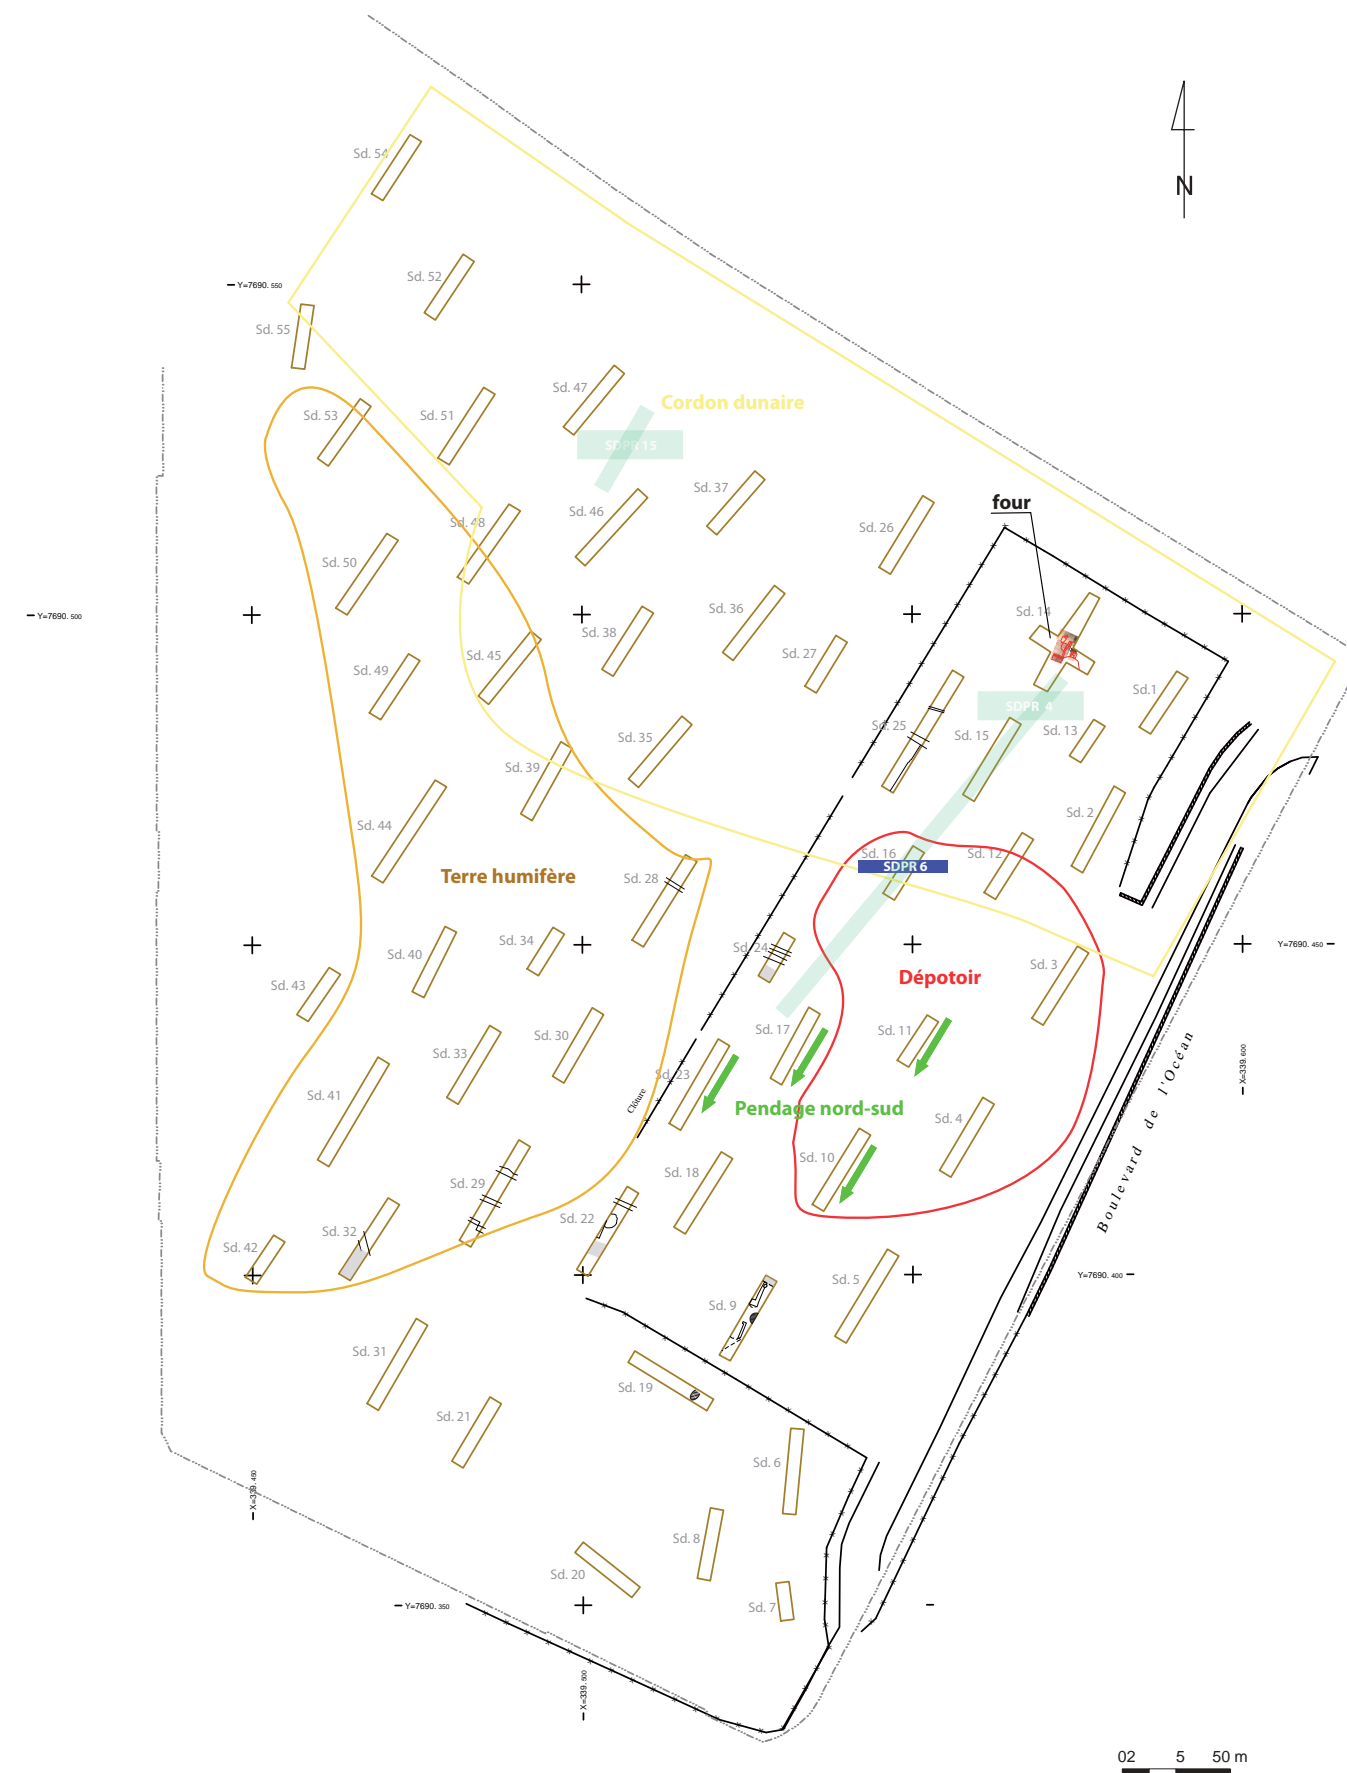 N
Sd. 54
Sd. 52
Y=7690. 550
Sd. 55
Sd. 47
Cordon dunaire
Sd. 53
Sd. 51
SDPR 15
Sd. 37
four
Sd. 46
Sd. 48
Sd. 26
Sd. 50
Sd. 36
Sd. 14
Y=7690. 500
Sd. 38
Sd. 45
Sd. 27
Sd. 49
Sd.1
SDPR 4
Sd. 25
Sd. 15
Sd. 13
Sd. 35
Sd. 39
Sd. 2
Sd. 44
Sd. 16
Sd. 12
SDPR 6
Terre humifère
Sd. 28
Sd. 34
Sd. 24
Y=7690. 450
Sd. 40
Sd. 3
Dépotoir
Sd. 43
Sd. 17
Sd. 11
Sd. 30
Sd. 33
Sd. 23
X=339. 600
Sd. 41
Clôture
Pendage nord-sud
Sd. 4
Boulevard de l'Océan
Sd. 10
Sd. 18
Sd. 29
Sd. 22
Sd. 32
Sd. 42
Y=7690. 400
Sd. 5
Sd. 9
Sd. 31
Sd. 19
Sd. 21
Sd. 6
X=339. 450
Sd. 8
Sd. 20
Sd. 7
Y=7690. 350
X=339. 500
02 5 50 m